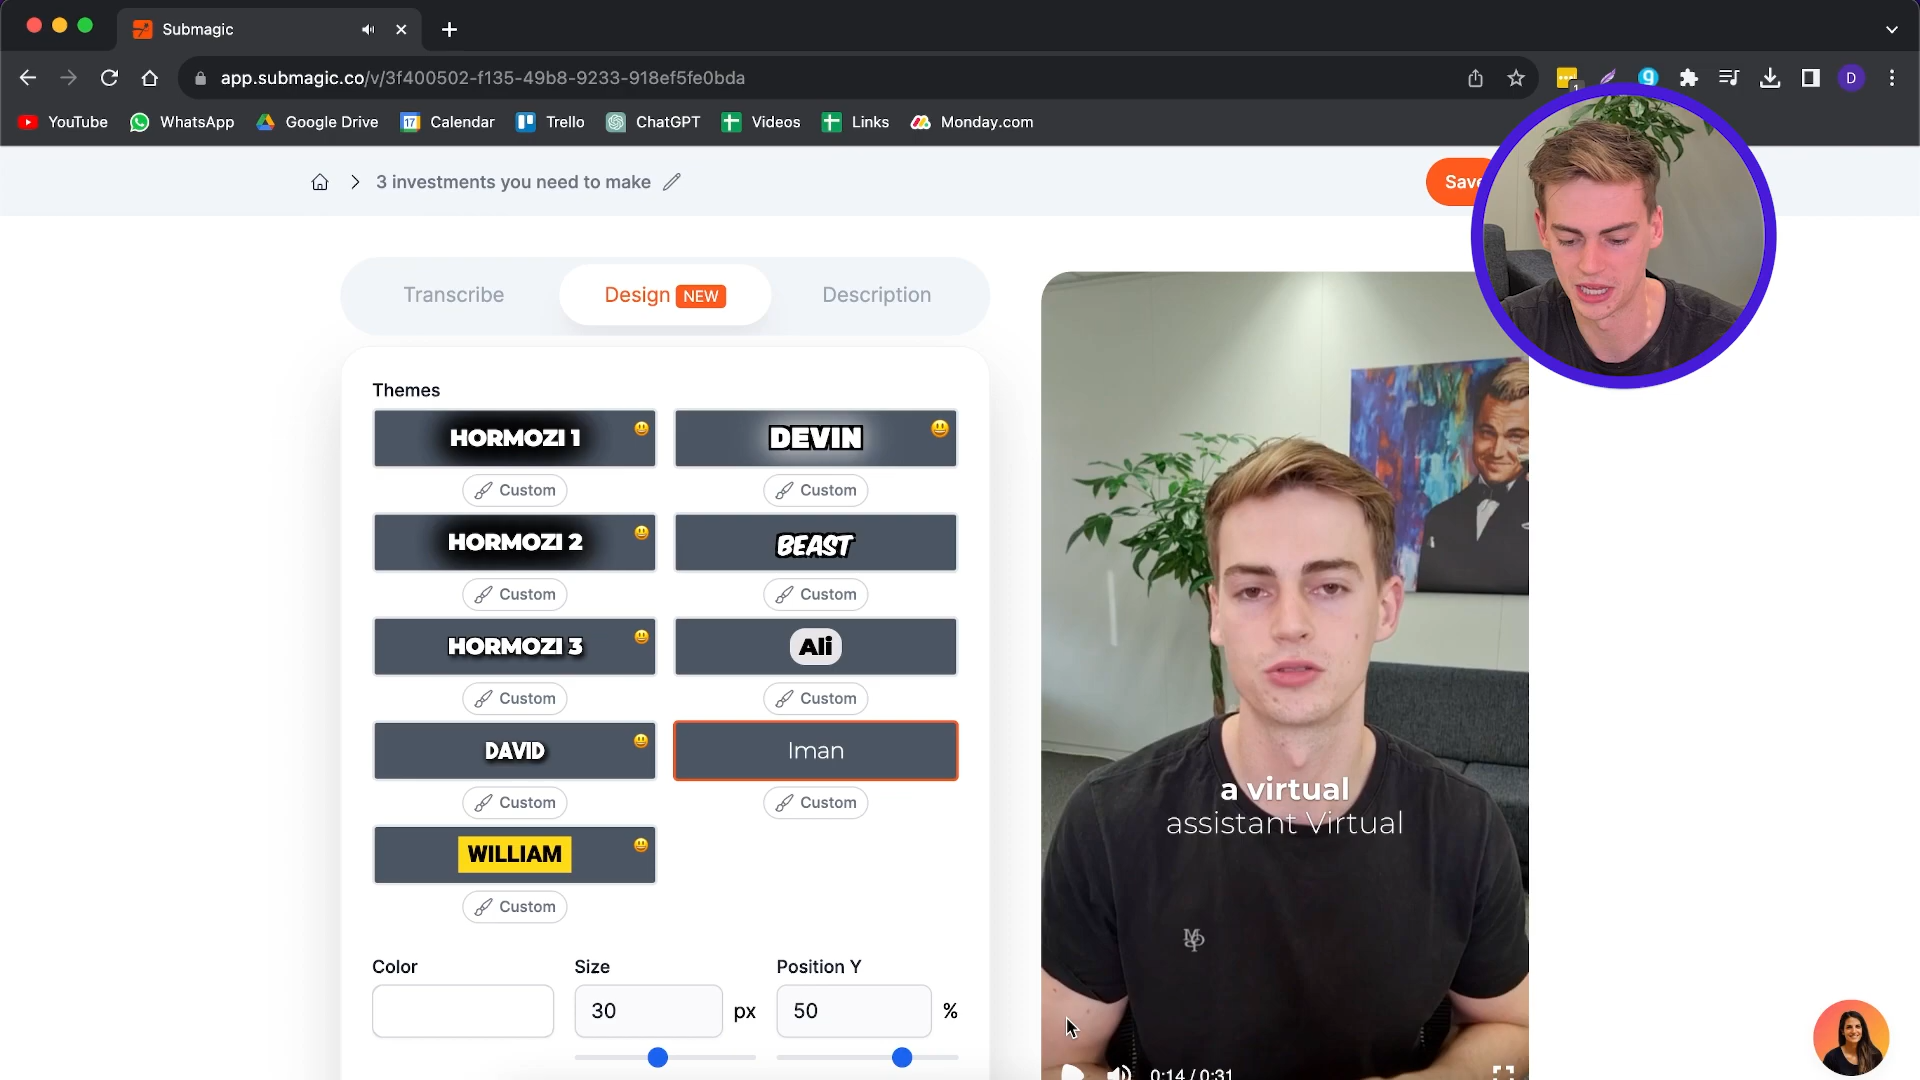 Submagic
app.submagic.co/v/3f400502-f135-49b8-9233-918ef5fe0bda
1
D
YouTube
WhatsApp
Google Drive
17
Calendar
Trello
ChatGPT
Videos
Links
Monday.com
3 investments you need to make
Save
Transcribe
Design NEW
Description
Themes
HORMOZI 1
DEVIN
Custom
Custom
HORMOZI 2
BEAST
Custom
Custom
HORMOZI 3
Ali
Custom
Custom
DAVID
Iman
Custom
Custom
WILLIAM
Custom
Color
Size
Position Y
30
px
50
%
a virtual
assistant Virtual
0:14 / 0:31